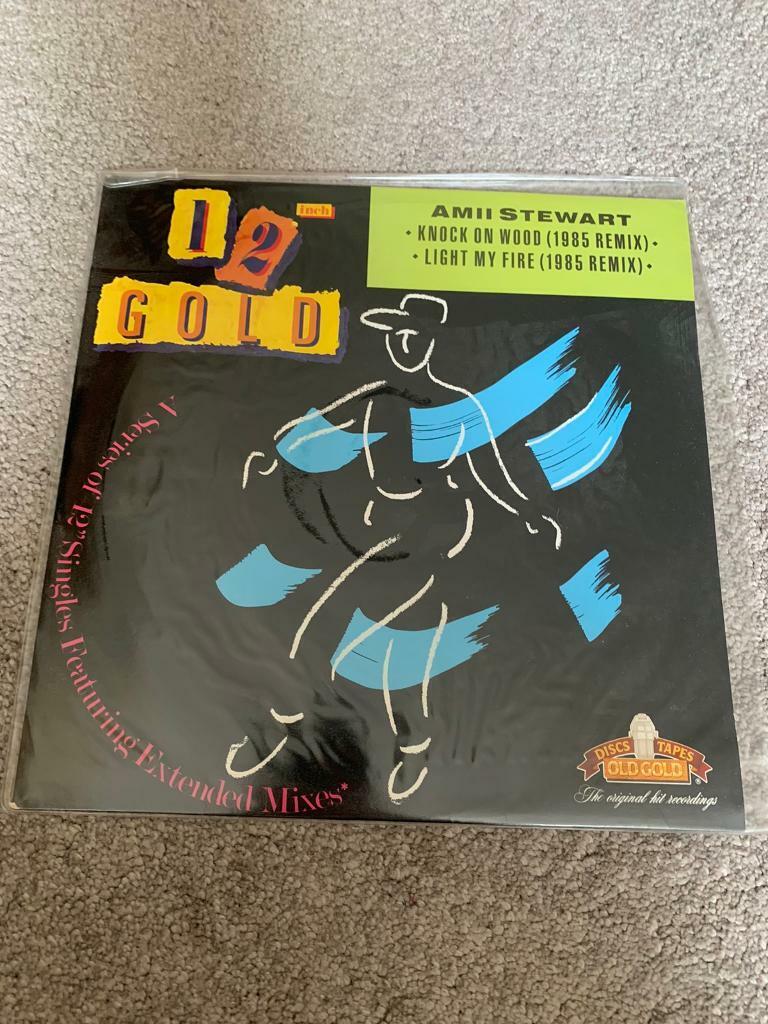 12 inch
GOLD
AMII STEWART
• KNOCK ON WOOD (1985 REMIX) •
• LIGHT MY FIRE (1985 REMIX) •
A Series of 12" Singles Featuring Extended Mixes*
DISCS TAPES
OLD GOLD
®
The original hit recordings